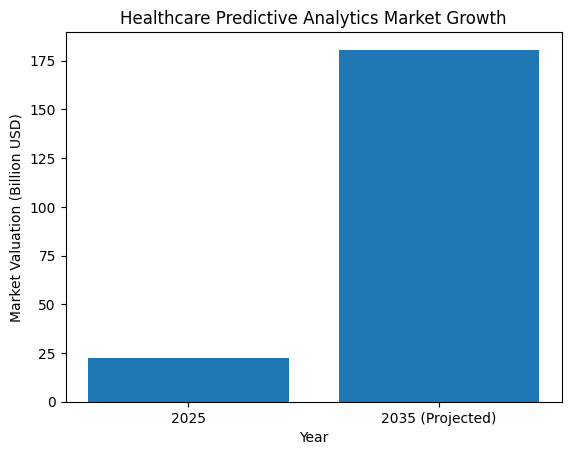 Healthcare Predictive Analytics Market Growth
Market Valuation (Billion USD)
175
150
125
100
75
50
25
0
2025
2035 (Projected)
Year